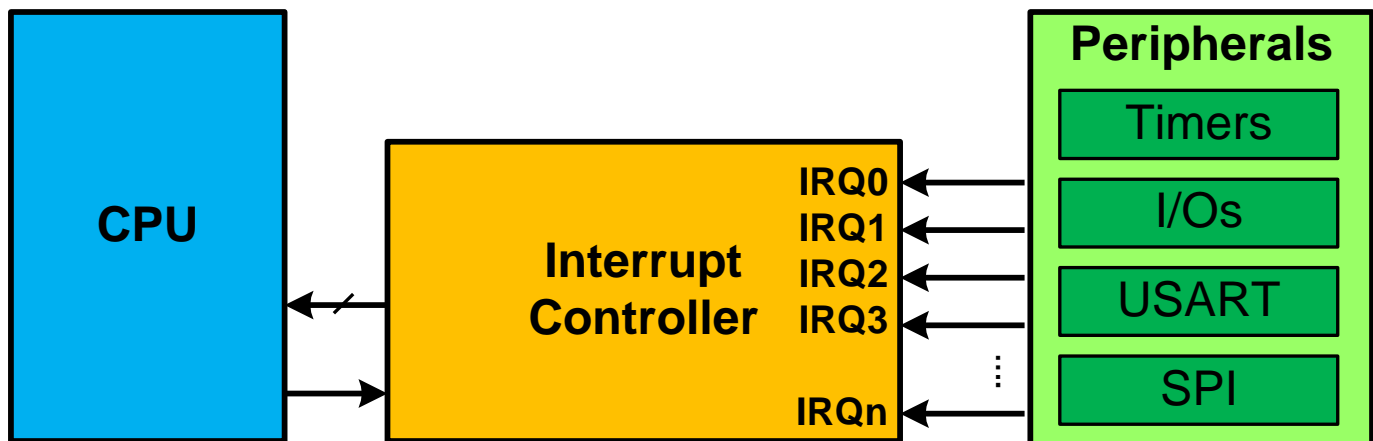 CPU
Interrupt
Controller
IRQ0
IRQ1
IRQ2
IRQ3
IRQn
Peripherals
Timers
I/Os
USART
SPI